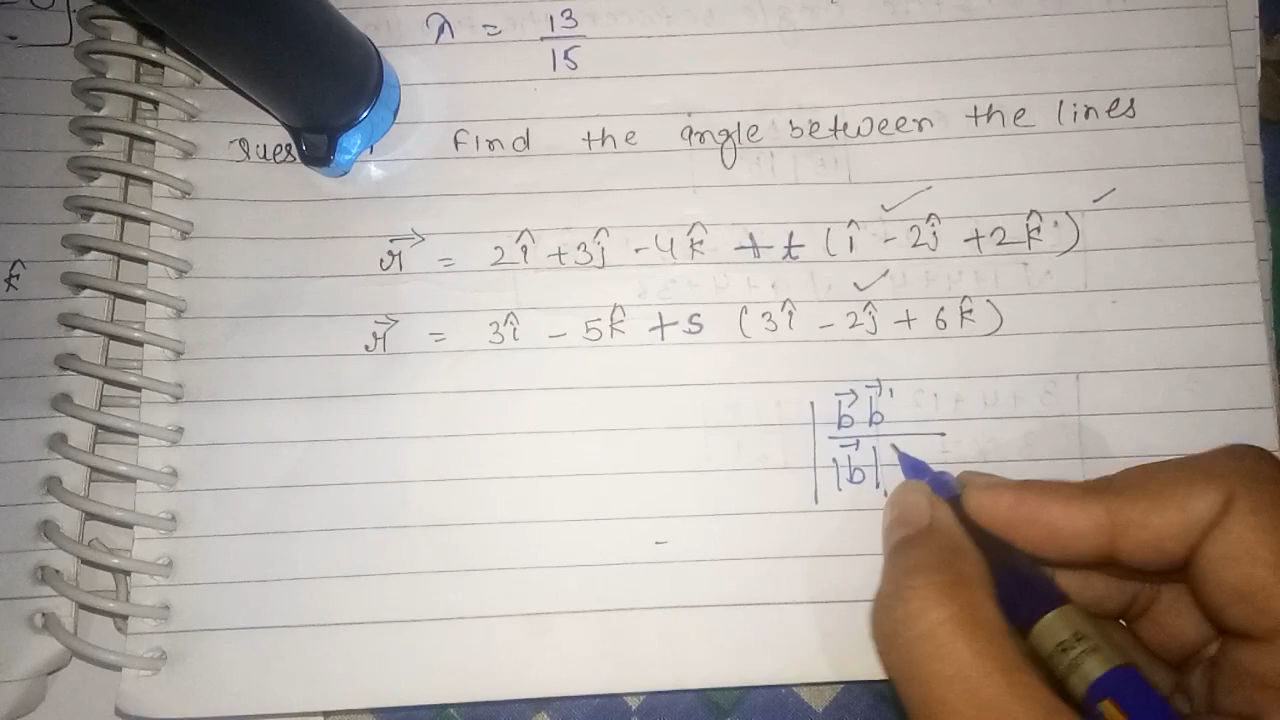 λ = 13/15
Ques Find the angle between the lines
r⃗ = 2î + 3ĵ - 4k̂ + t (î - 2ĵ + 2k̂)
k̂
r⃗ = 3î - 5k̂ + s (3î - 2ĵ + 6k̂)
| b⃗ b⃗'
|b⃗|